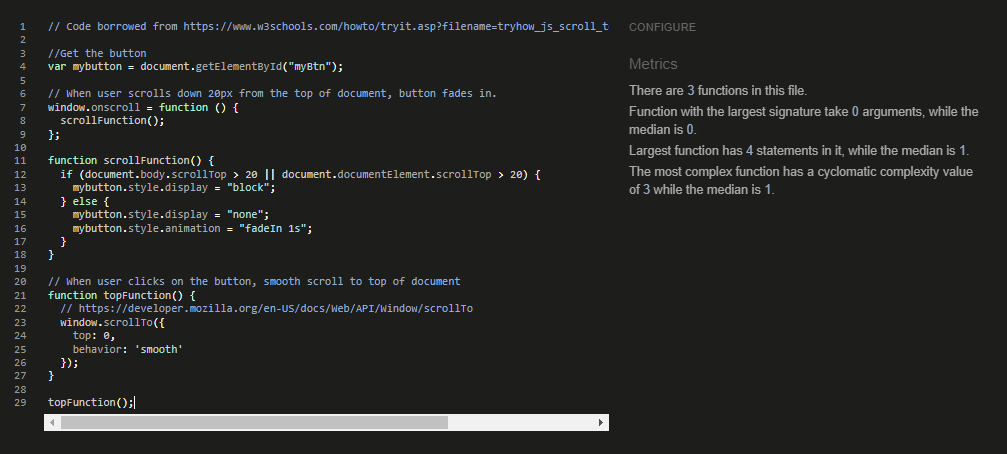 1 // Code borrowed from https://www.w3schools.com/howto/tryit.asp?filename=tryhow_js_scroll_t
2
3 //Get the button
4 var mybutton = document.getElementById("myBtn");
5
6 // When user scrolls down 20px from the top of document, button fades in.
7 window.onscroll = function () {
8   scrollFunction();
9 };
10
11 function scrollFunction() {
12   if (document.body.scrollTop > 20 || document.documentElement.scrollTop > 20) {
13     mybutton.style.display = "block";
14   } else {
15     mybutton.style.display = "none";
16     mybutton.style.animation = "fadeIn 1s";
17   }
18 }
19
20 // When user clicks on the button, smooth scroll to top of document
21 function topFunction() {
22   // https://developer.mozilla.org/en-US/docs/Web/API/Window/scrollTo
23   window.scrollTo({
24     top: 0,
25     behavior: 'smooth'
26   });
27 }
28
29 topFunction();
CONFIGURE
Metrics
There are 3 functions in this file.
Function with the largest signature take 0 arguments, while the
median is 0.
Largest function has 4 statements in it, while the median is 1.
The most complex function has a cyclomatic complexity value
of 3 while the median is 1.